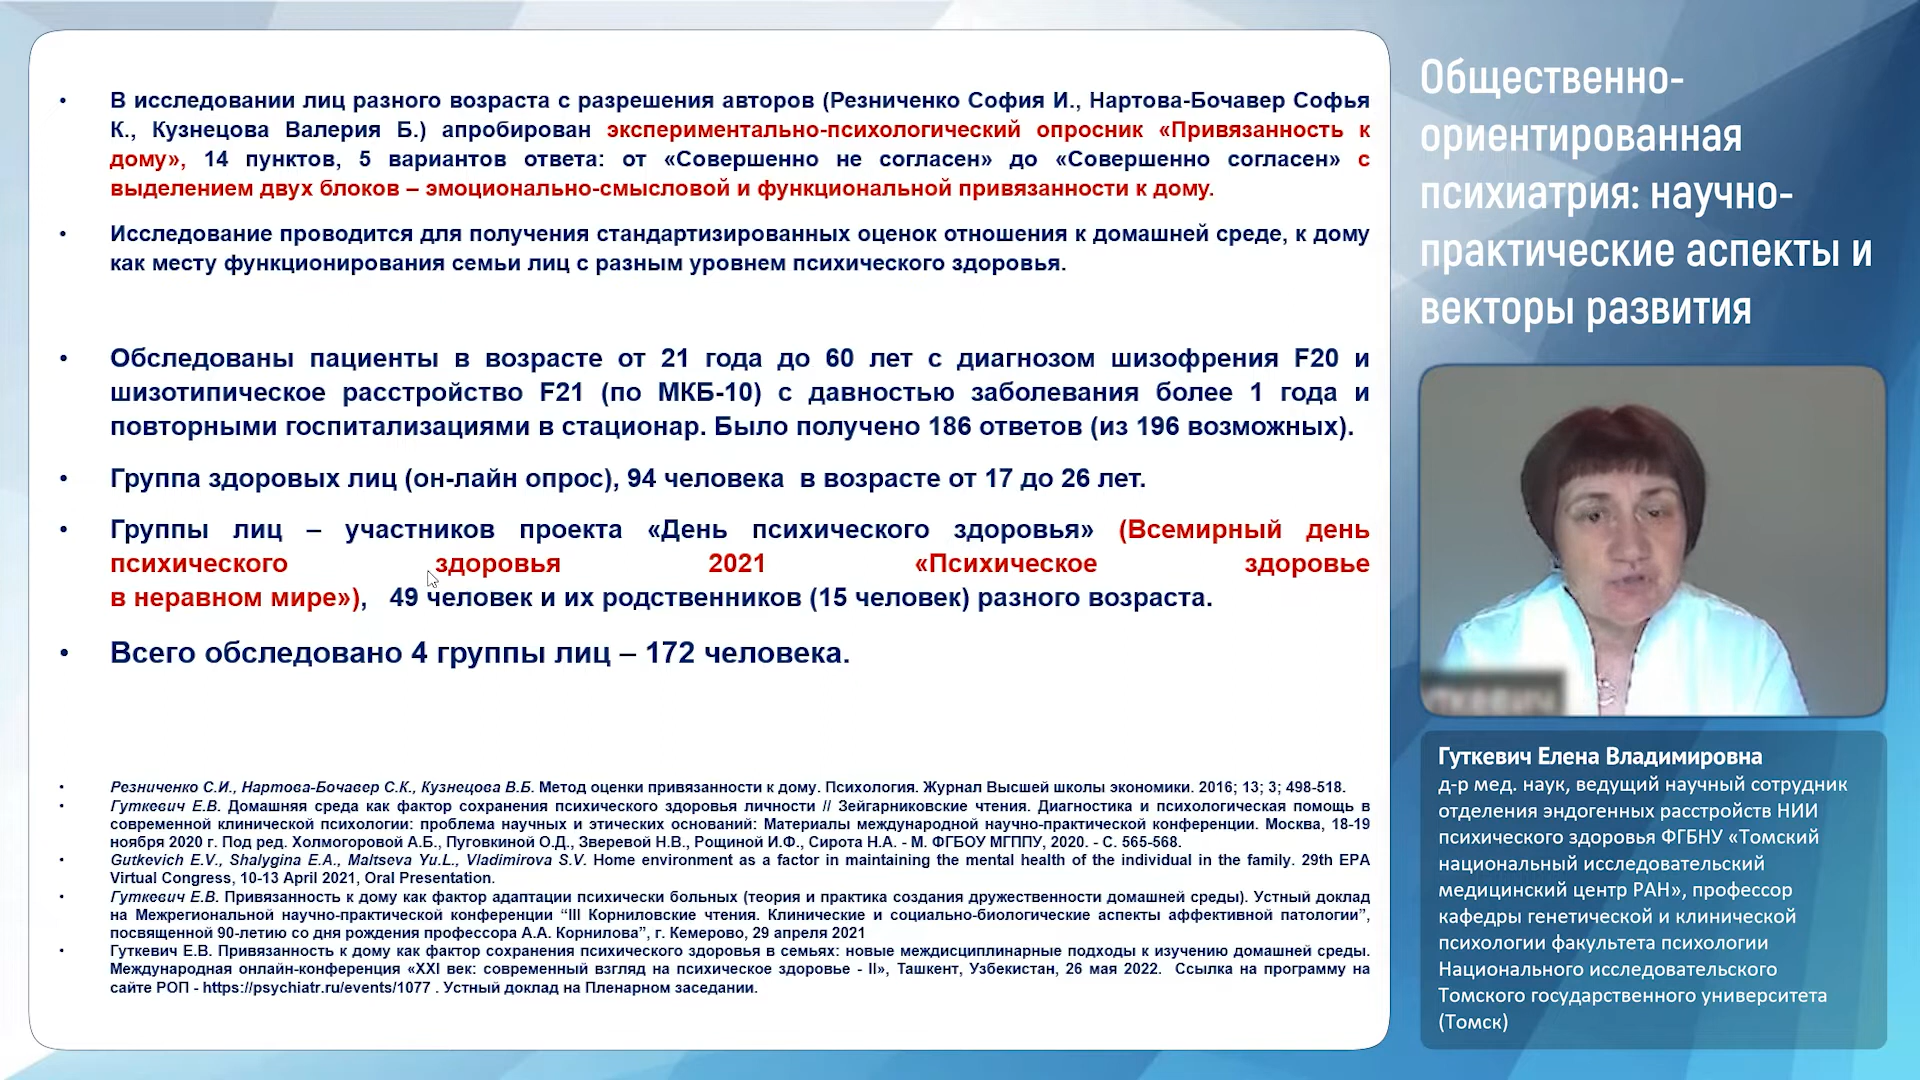 • В исследовании лиц разного возраста с разрешения авторов (Резниченко София И., Нартова-Бочавер Софья
К., Кузнецова Валерия Б.) апробирован экспериментально-психологический опросник «Привязанность к
дому», 14 пунктов, 5 вариантов ответа: от «Совершенно не согласен» до «Совершенно согласен» с
выделением двух блоков – эмоционально-смысловой и функциональной привязанности к дому.
• Исследование проводится для получения стандартизированных оценок отношения к домашней среде, к дому
как месту функционирования семьи лиц с разным уровнем психического здоровья.
• Обследованы пациенты в возрасте от 21 года до 60 лет с диагнозом шизофрения F20 и
шизотипическое расстройство F21 (по МКБ-10) с давностью заболевания более 1 года и
повторными госпитализациями в стационар. Было получено 186 ответов (из 196 возможных).
• Группа здоровых лиц (он-лайн опрос), 94 человека в возрасте от 17 до 26 лет.
• Группы лиц – участников проекта «День психического здоровья» (Всемирный день
психического здоровья 2021 «Психическое здоровье
в неравном мире»), 49 человек и их родственников (15 человек) разного возраста.
• Всего обследовано 4 группы лиц – 172 человека.
• Резниченко С.И., Нартова-Бочавер С.К., Кузнецова В.Б. Метод оценки привязанности к дому. Психология. Журнал Высшей школы экономики. 2016; 13; 3; 498-518.
• Гуткевич Е.В. Домашняя среда как фактор сохранения психического здоровья личности // Зейгарниковские чтения. Диагностика и психологическая помощь в
современной клинической психологии: проблема научных и этических оснований: Материалы международной научно-практической конференции. Москва, 18-19
ноября 2020 г. Под ред. Холмогоровой А.Б., Пуговкиной О.Д., Зверевой Н.В., Рощиной И.Ф., Сирота Н.А. - М. ФГБОУ МГППУ, 2020. - С. 565-568.
• Gutkevich E.V., Shalygina E.A., Maltseva Yu.L., Vladimirova S.V. Home environment as a factor in maintaining the mental health of the individual in the family. 29th EPA
Virtual Congress, 10-13 April 2021, Oral Presentation.
• Гуткевич Е.В. Привязанность к дому как фактор адаптации психически больных (теория и практика создания дружественности домашней среды). Устный доклад
на Межрегиональной научно-практической конференции “III Корниловские чтения. Клинические и социально-биологические аспекты аффективной патологии”,
посвященной 90-летию со дня рождения профессора А.А. Корнилова”, г. Кемерово, 29 апреля 2021
• Гуткевич Е.В. Привязанность к дому как фактор сохранения психического здоровья в семьях: новые междисциплинарные подходы к изучению домашней среды.
Международная онлайн-конференция «XXI век: современный взгляд на психическое здоровье - II», Ташкент, Узбекистан, 26 мая 2022. Ссылка на программу на
сайте РОП - https://psychiatr.ru/events/1077 . Устный доклад на Пленарном заседании.
Общественно-
ориентированная
психиатрия: научно-
практические аспекты и
векторы развития
Гуткевич Елена Владимировна
д-р мед. наук, ведущий научный сотрудник
отделения эндогенных расстройств НИИ
психического здоровья ФГБНУ «Томский
национальный исследовательский
медицинский центр РАН», профессор
кафедры генетической и клинической
психологии факультета психологии
Национального исследовательского
Томского государственного университета
(Томск)